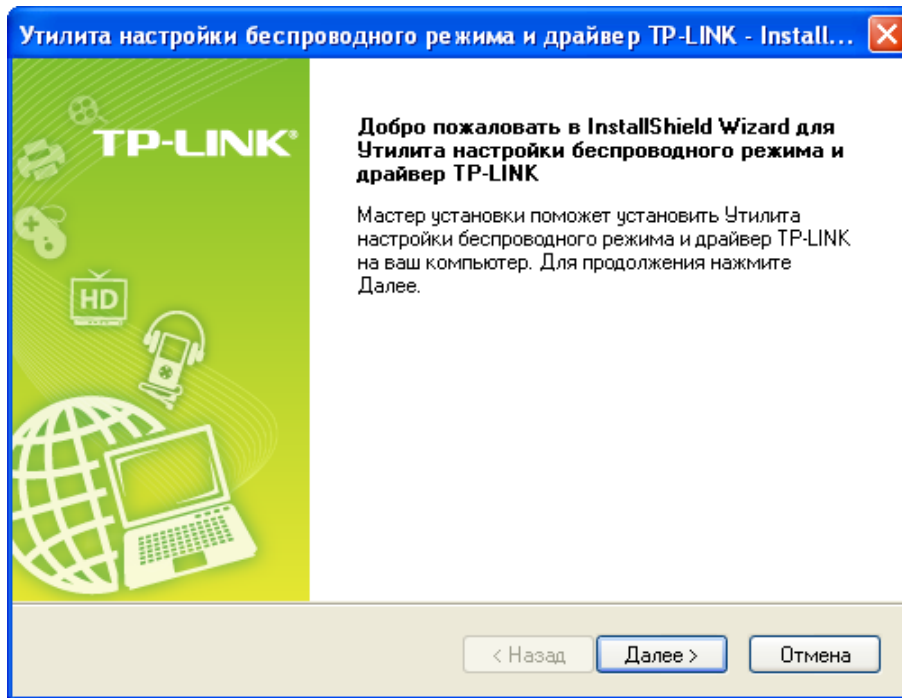 Утилита настройки беспроводного режима и драйвер TP-LINK - Install...
TP-LINK®
Добро пожаловать в InstallShield Wizard для
Утилита настройки беспроводного режима и
драйвер TP-LINK
Мастер установки поможет установить Утилита
настройки беспроводного режима и драйвер TP-LINK
на ваш компьютер. Для продолжения нажмите
Далее.
HD
< Назад Далее > Отмена